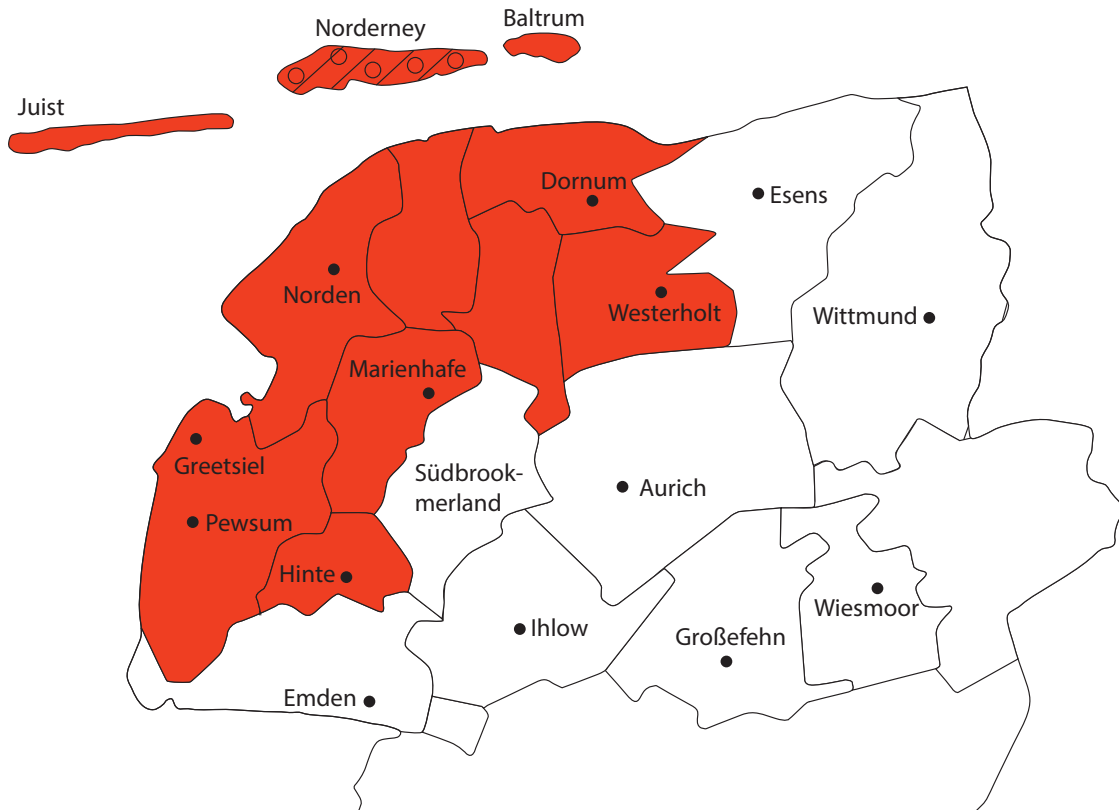 Norderney
Baltrum
Juist
Dornum
Esens
Norden
Westerholt
Wittmund
Marienhafe
Greetsiel
Südbrook-
merland
Aurich
Pewsum
Hinte
Wiesmoor
Ihlow
Großefehn
Emden